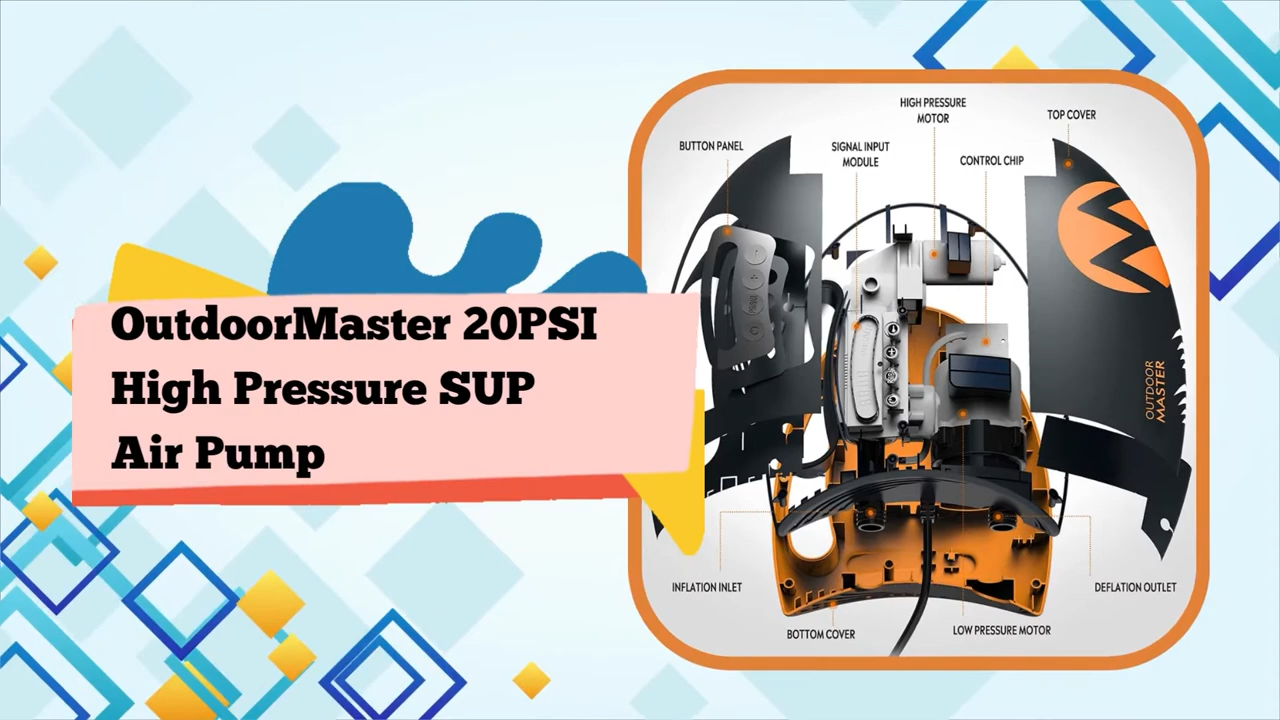 OutdoorMaster 20PSI
High Pressure SUP
Air Pump
HIGH PRESSURE
MOTOR
TOP COVER
BUTTON PANEL
SIGNAL INPUT
MODULE
CONTROL CHIP
OUTDOOR
MASTER
INFLATION INLET
DEFLATION OUTLET
BOTTOM COVER
LOW PRESSURE MOTOR